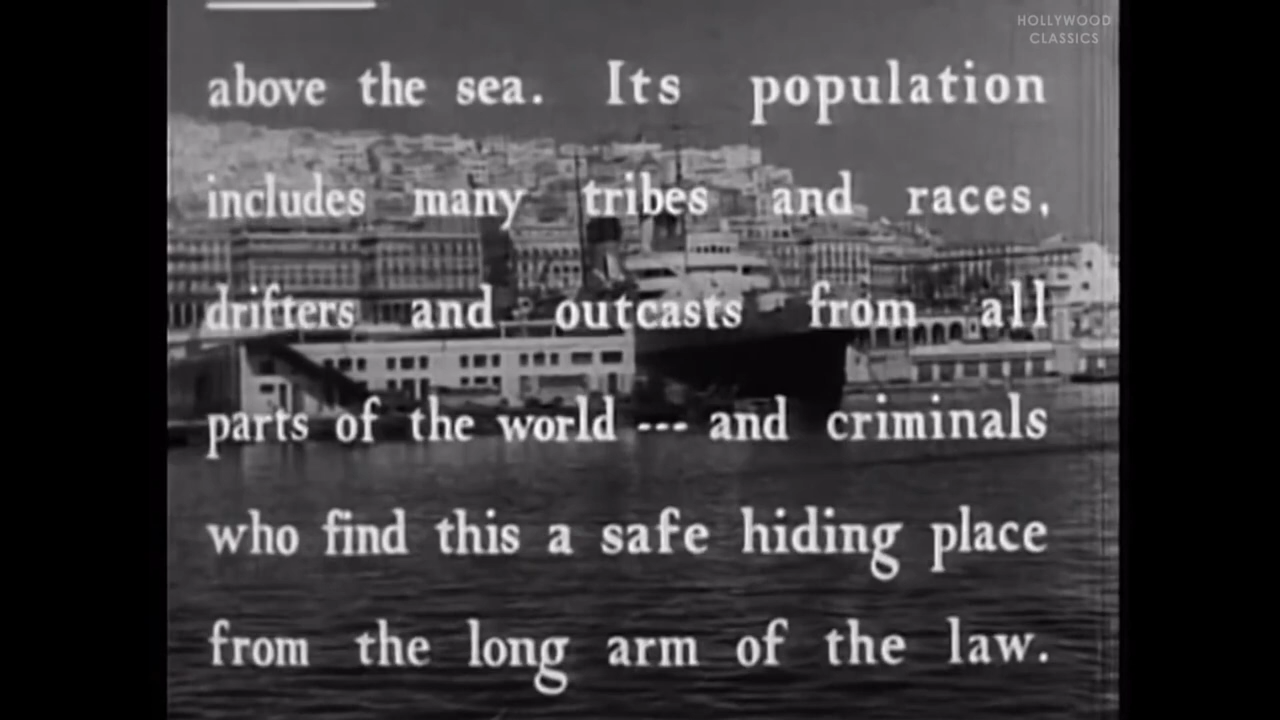 HOLLYWOOD
CLASSICS
above the sea. Its population
includes many tribes and races,
drifters and outcasts from all
parts of the world --- and criminals
who find this a safe hiding place
from the long arm of the law.